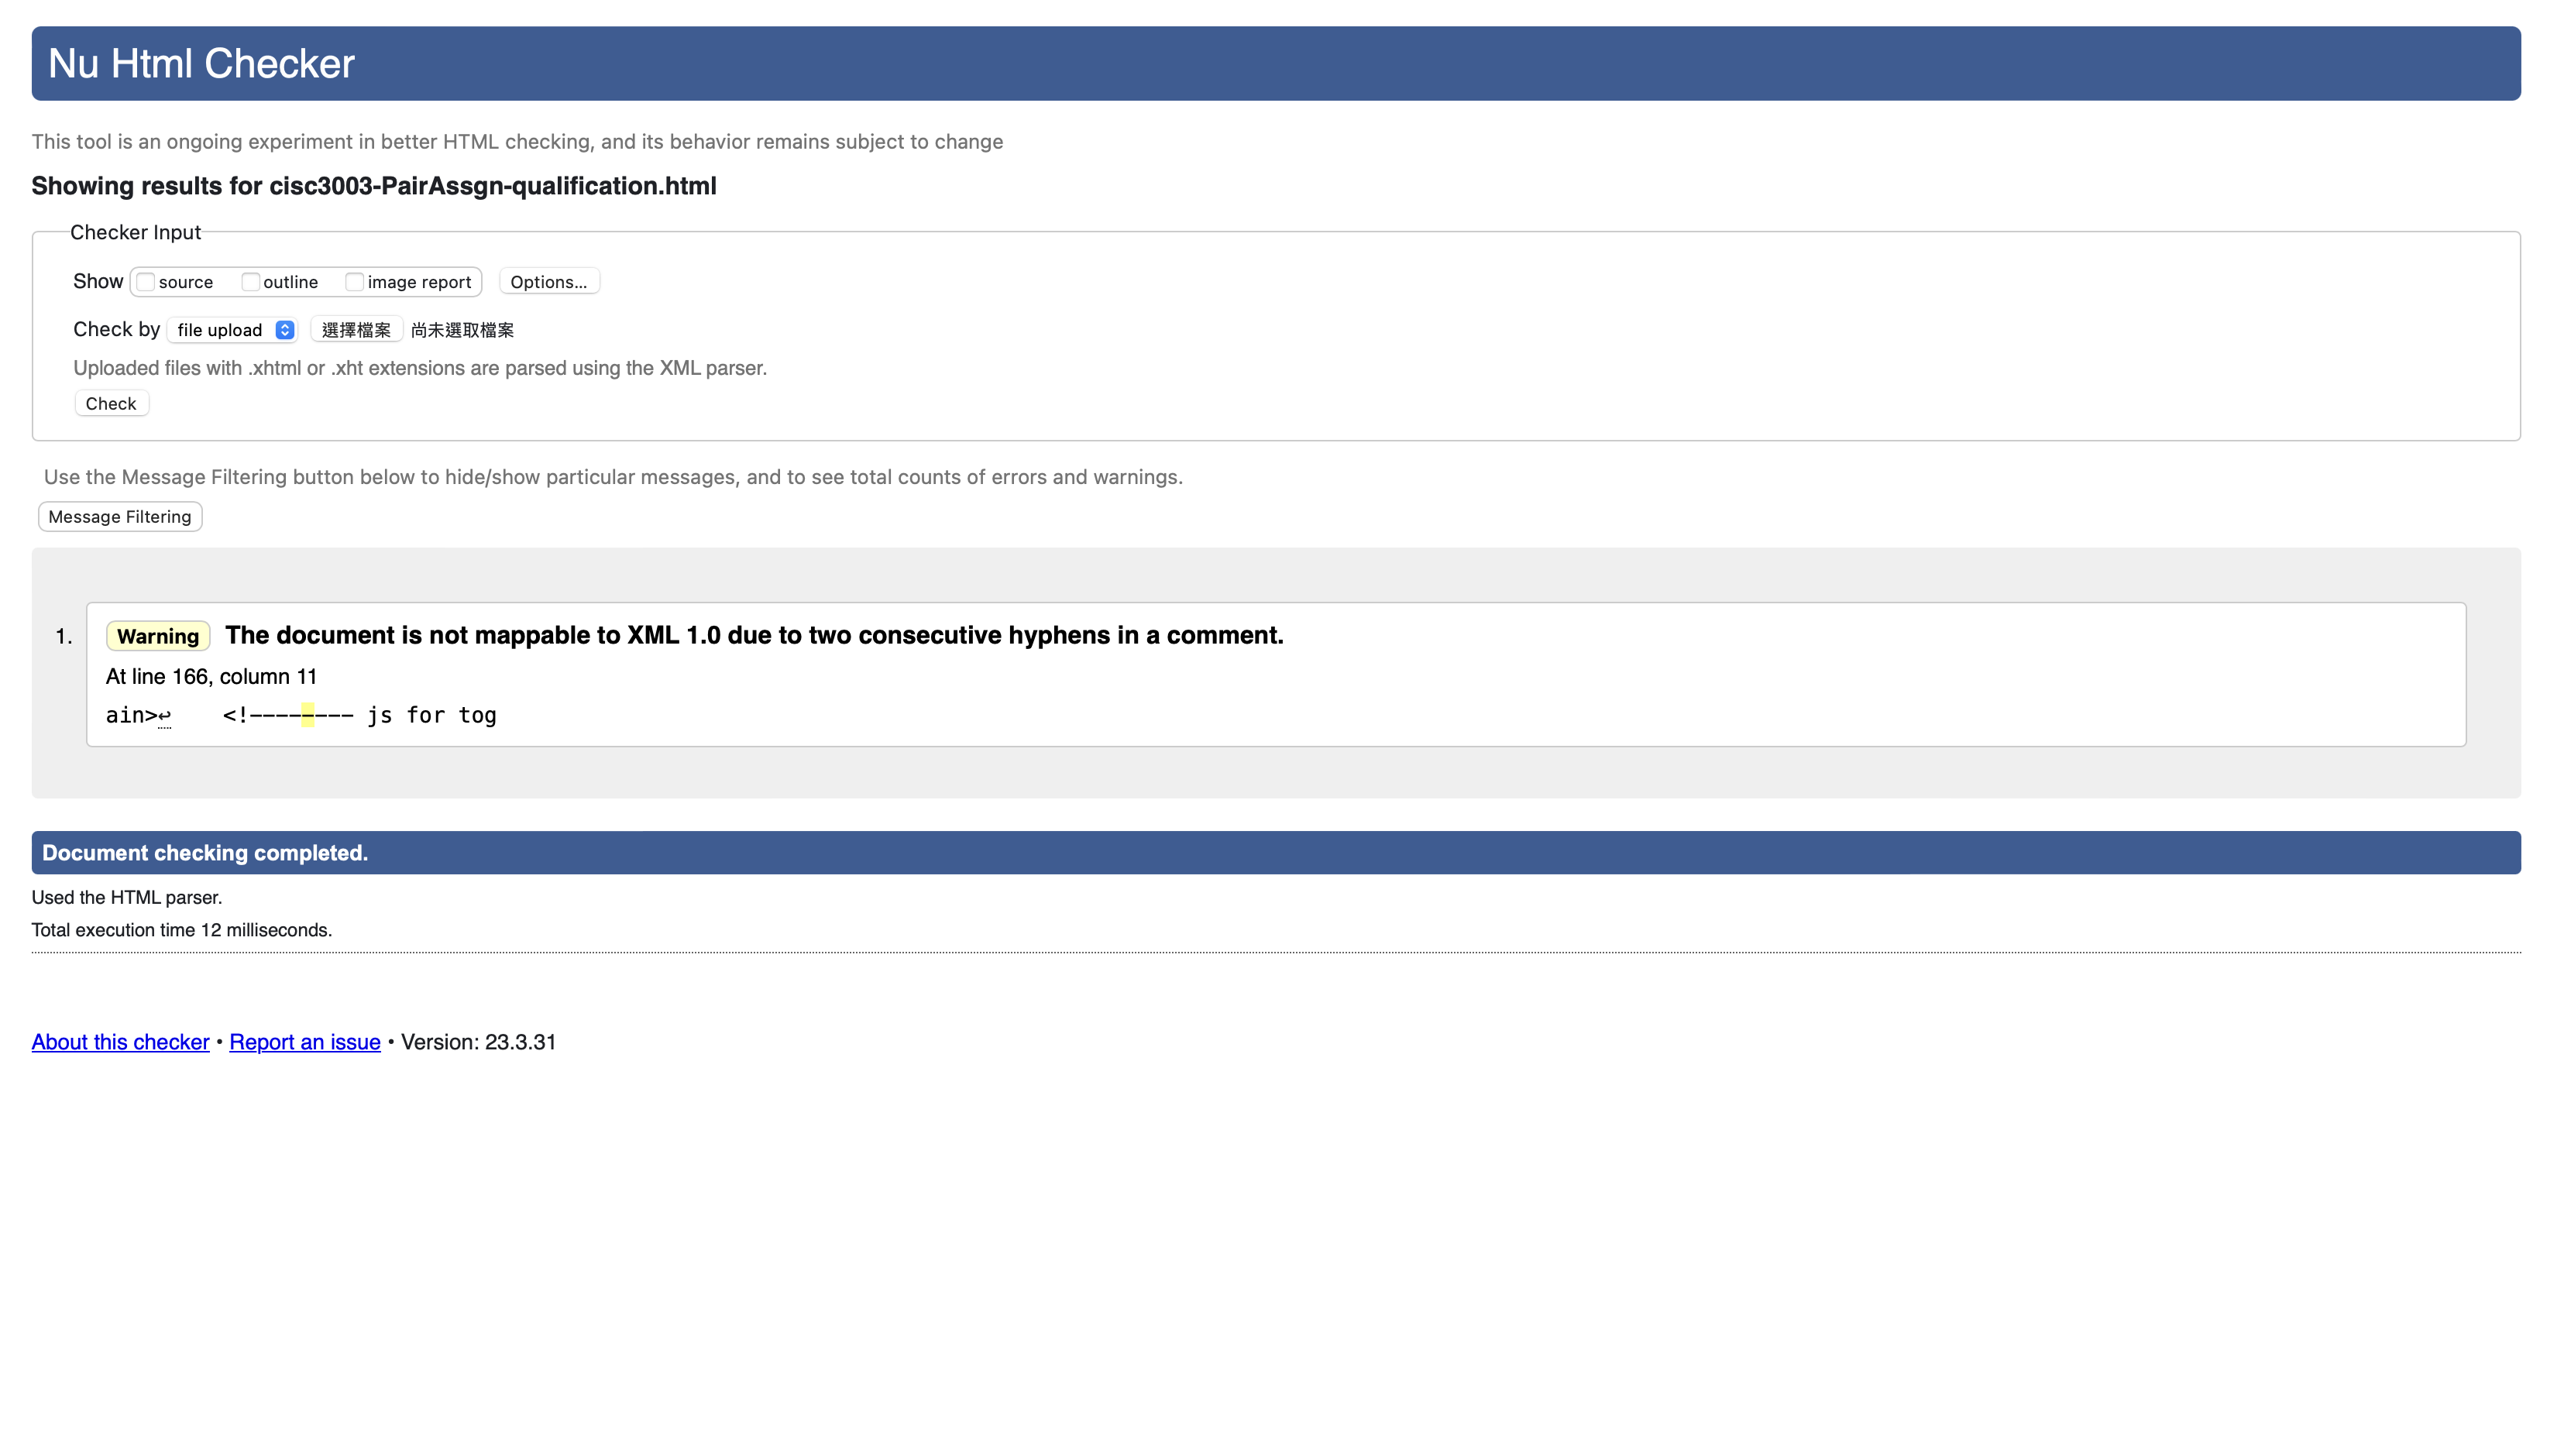 Nu Html Checker
This tool is an ongoing experiment in better HTML checking, and its behavior remains subject to change
Showing results for cisc3003-PairAssgn-qualification.html
Checker Input
Show source outline image report Options...
Check by file upload 選擇檔案 尚未選取檔案
Uploaded files with .xhtml or .xht extensions are parsed using the XML parser.
Check
Use the Message Filtering button below to hide/show particular messages, and to see total counts of errors and warnings.
Message Filtering
1. Warning The document is not mappable to XML 1.0 due to two consecutive hyphens in a comment.
At line 166, column 11
ain>↩    <!-------- js for tog
Document checking completed.
Used the HTML parser.
Total execution time 12 milliseconds.
About this checker • Report an issue • Version: 23.3.31